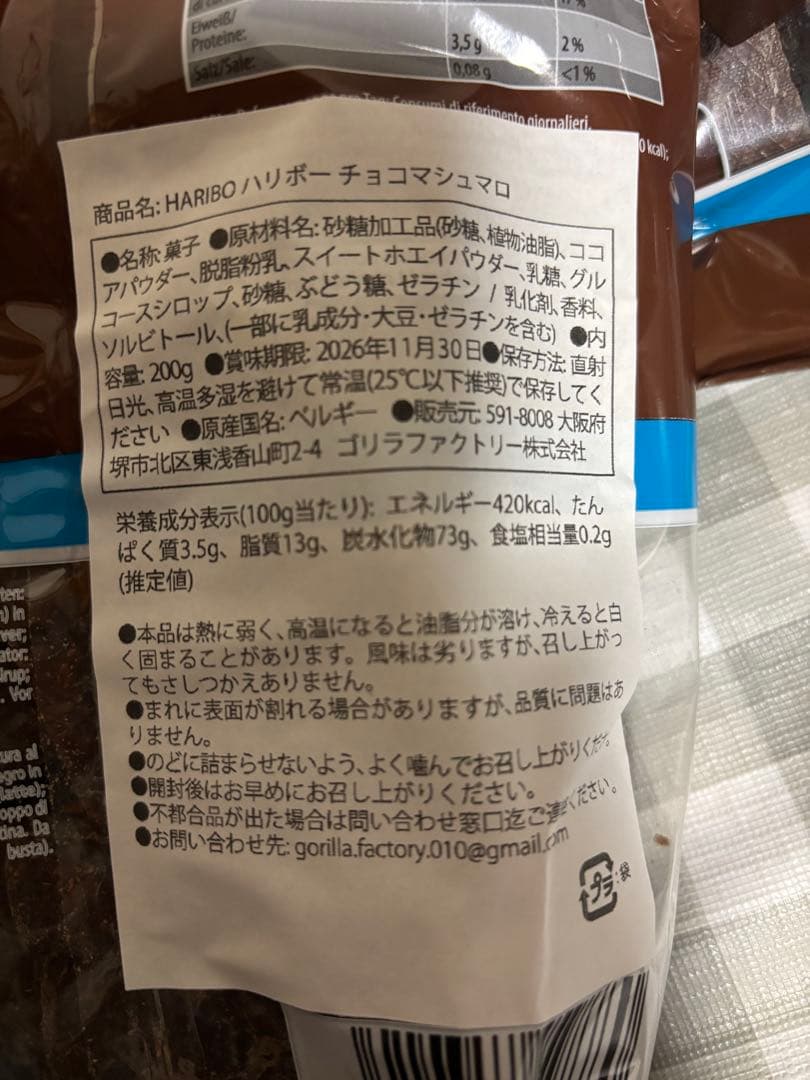 Eiweiß/
Proteine:
3,5 g
2%
Salz/Sale:
0,08 g
<1%
Consumi di riferimento giornalieri.
0 kcal);
商品名: HARIBO ハリボー チョコマシュマロ
●名称: 菓子 ●原材料名: 砂糖加工品(砂糖、植物油脂)、ココ
アパウダー、脱脂粉乳、スイートホエイパウダー、乳糖、グル
コースシロップ、砂糖、ぶどう糖、ゼラチン / 乳化剤、香料、
ソルビトール、(一部に乳成分・大豆・ゼラチンを含む) ●内
容量: 200g ●賞味期限: 2026年11月30日●保存方法: 直射
日光、高温多湿を避けて常温(25℃以下推奨)で保存してく
ださい ●原産国名: ベルギー ●販売元: 591-8008 大阪府
堺市北区東浅香山町2-4 ゴリラファクトリー株式会社
栄養成分表示(100g当たり): エネルギー420kcal、たん
ぱく質3.5g、脂質13g、炭水化物73g、食塩相当量0.2g
(推定値)
●本品は熱に弱く、高温になると油脂分が溶け、冷えると白
く固まることがあります。風味は劣りますが、召し上がっ
てもさしつかえありません。
●まれに表面が割れる場合がありますが、品質に問題はあ
りません。
●のどに詰まらせないよう、よく噛んでお召し上がりください。
●開封後はお早めにお召し上がりください。
●不都合品が出た場合は問い合わせ窓口迄ご連絡ください。
●お問い合わせ先: gorilla.factory.010@gmail.com
プラ :袋
ten:
) in
ver;
ator:
irup;
. Vor
ura al
egro in
latte);
oppo di
tina. Da
busta).